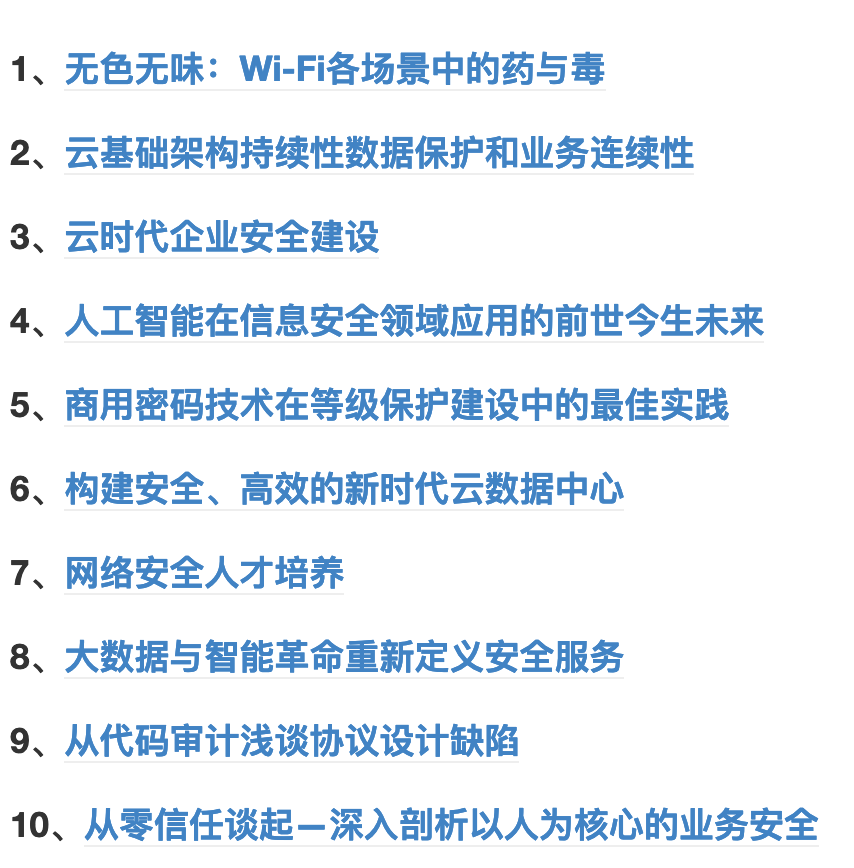 1、无色无味：Wi-Fi各场景中的药与毒
2、云基础架构持续性数据保护和业务连续性
3、云时代企业安全建设
4、人工智能在信息安全领域应用的前世今生未来
5、商用密码技术在等级保护建设中的最佳实践
6、构建安全、高效的新时代云数据中心
7、网络安全人才培养
8、大数据与智能革命重新定义安全服务
9、从代码审计浅谈协议设计缺陷
10、从零信任谈起—深入剖析以人为核心的业务安全